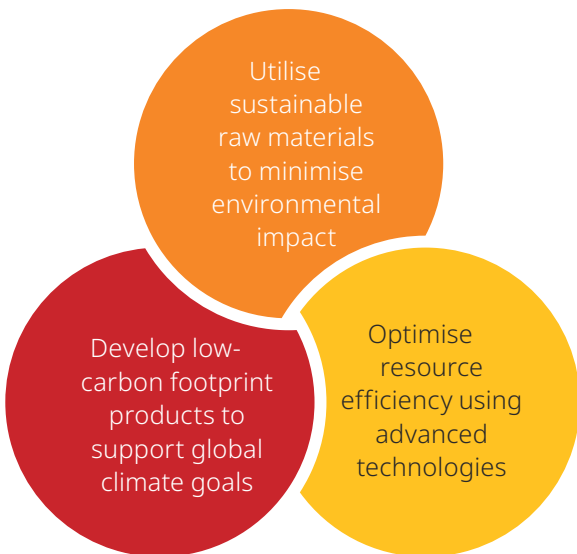 Utilise
sustainable
raw materials
to minimise
environmental
impact
Develop low-
carbon footprint
products to
support global
climate goals
Optimise
resource
efficiency using
advanced
technologies